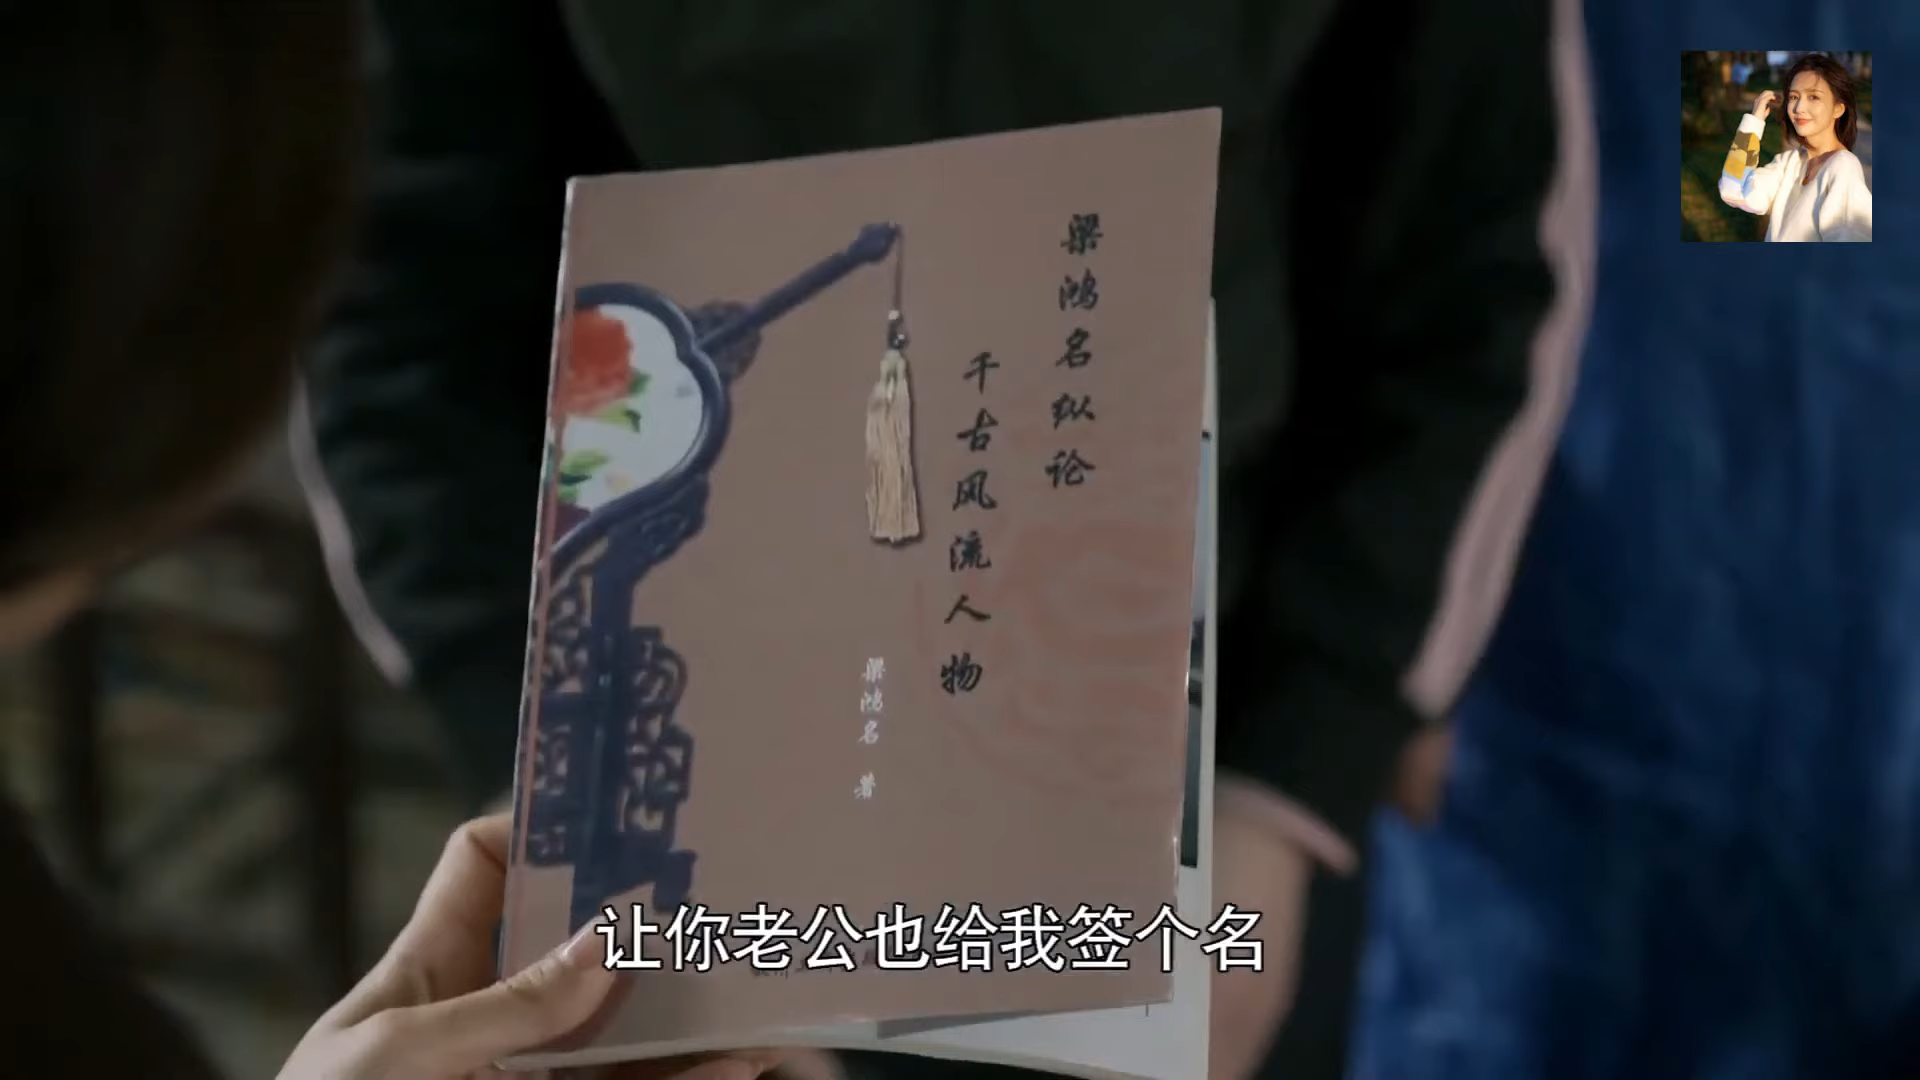 梁鸿名纵论
千古风流人物
梁鸿名 著
让你老公也给我签个名